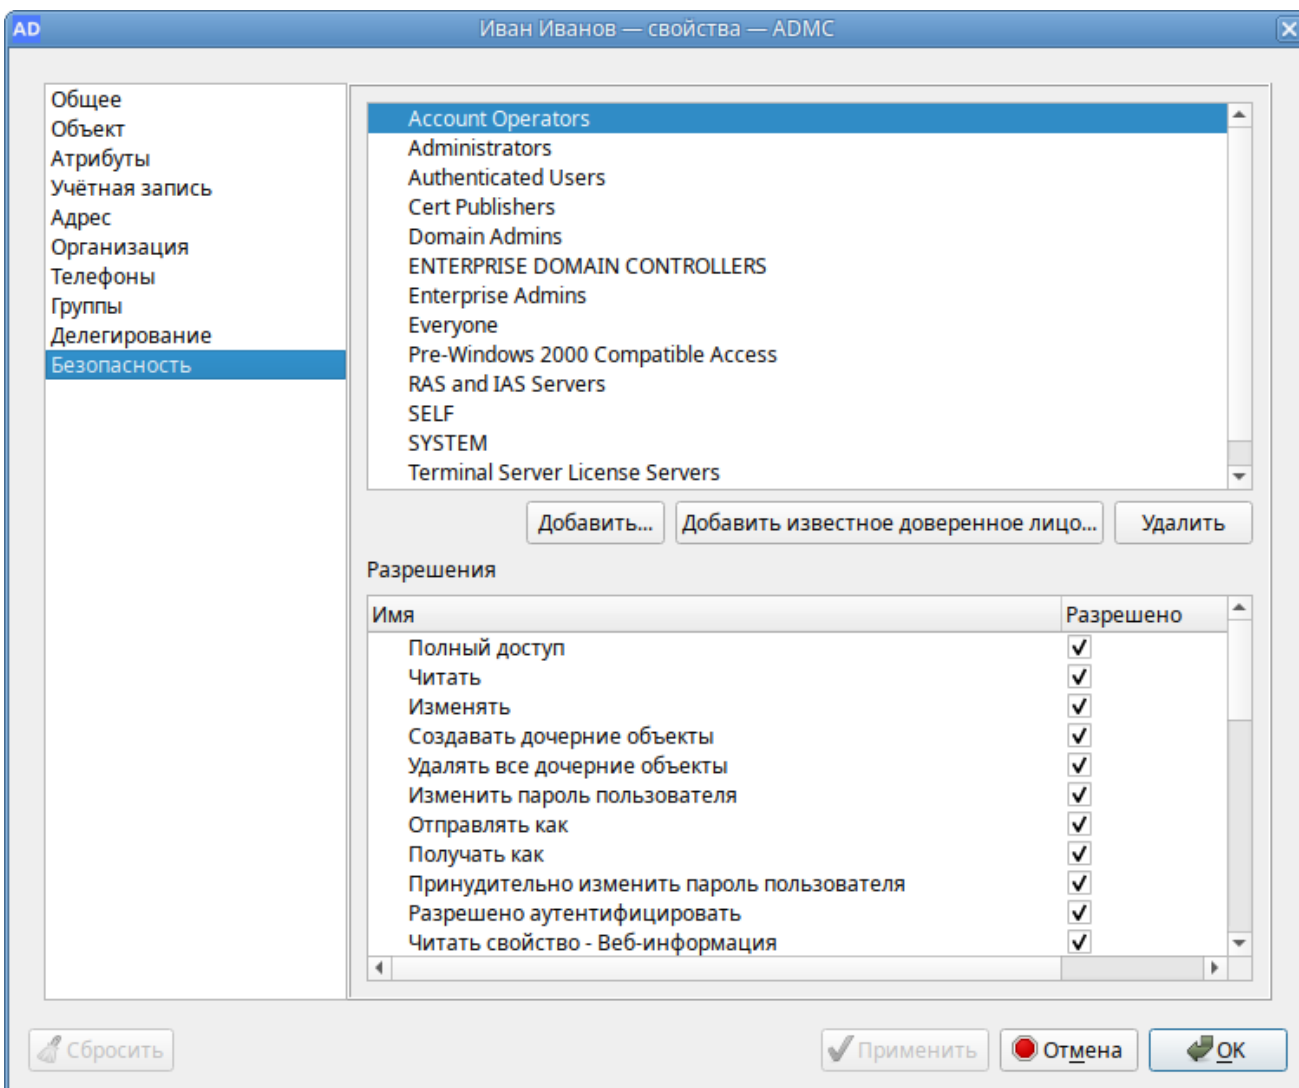 AD Иван Иванов — свойства — ADMC
Общее
Объект
Атрибуты
Учётная запись
Адрес
Организация
Телефоны
Группы
Делегирование
Безопасность
Account Operators
Administrators
Authenticated Users
Cert Publishers
Domain Admins
ENTERPRISE DOMAIN CONTROLLERS
Enterprise Admins
Everyone
Pre-Windows 2000 Compatible Access
RAS and IAS Servers
SELF
SYSTEM
Terminal Server License Servers
Добавить... Добавить известное доверенное лицо... Удалить
Разрешения
Имя Разрешено
Полный доступ
Читать
Изменять
Создавать дочерние объекты
Удалять все дочерние объекты
Изменить пароль пользователя
Отправлять как
Получать как
Принудительно изменить пароль пользователя
Разрешено аутентифицировать
Читать свойство - Веб-информация
Сбросить Применить Отмена OK